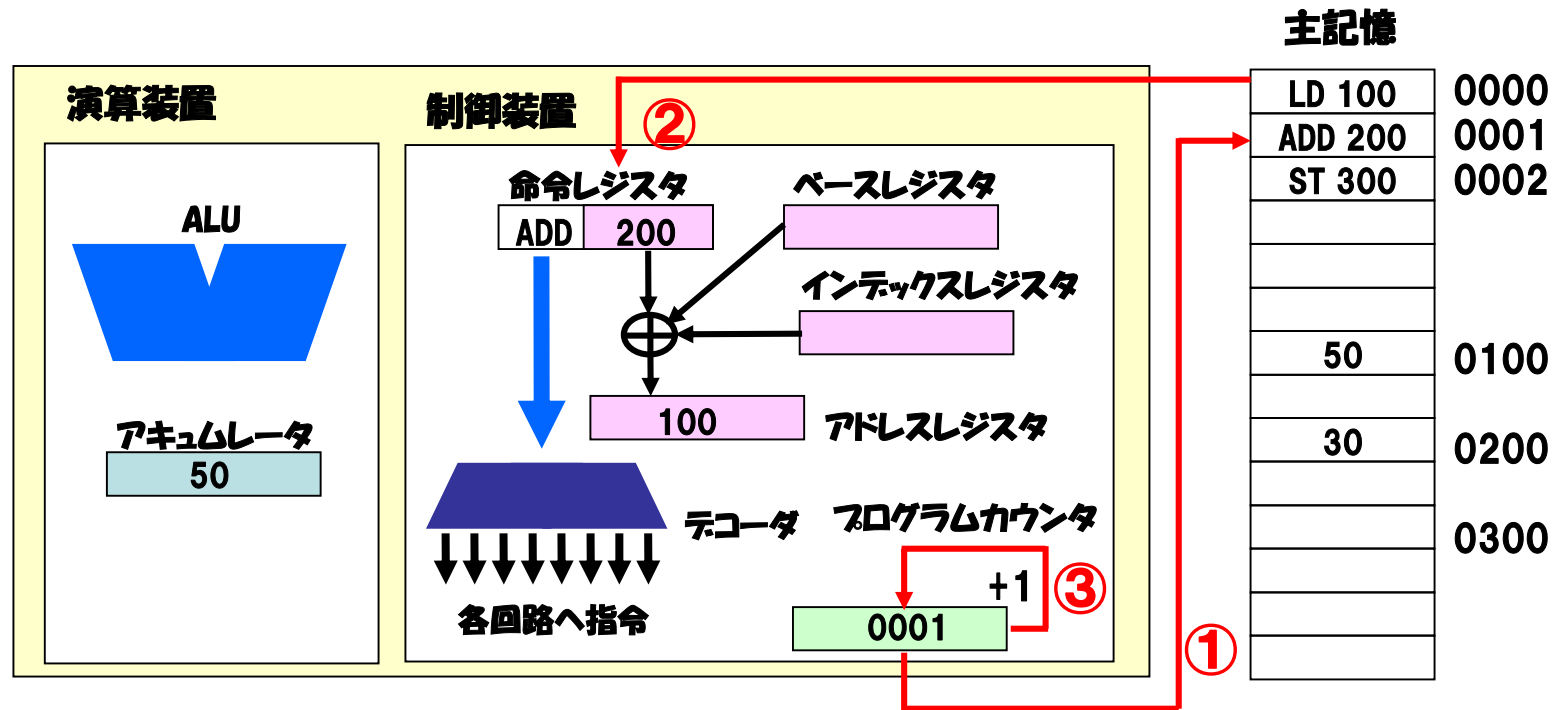 主記憶
演算装置
制御装置
②
LD 100 0000
ADD 200 0001
ST 300 0002
命令レジスタ
ベースレジスタ
ADD 200
ALU
インデックスレジスタ
50 0100
100
アドレスレジスタ
アキュムレータ
50
30 0200
デコーダ
プログラムカウンタ
0300
+1
③
各回路へ指令
0001
①